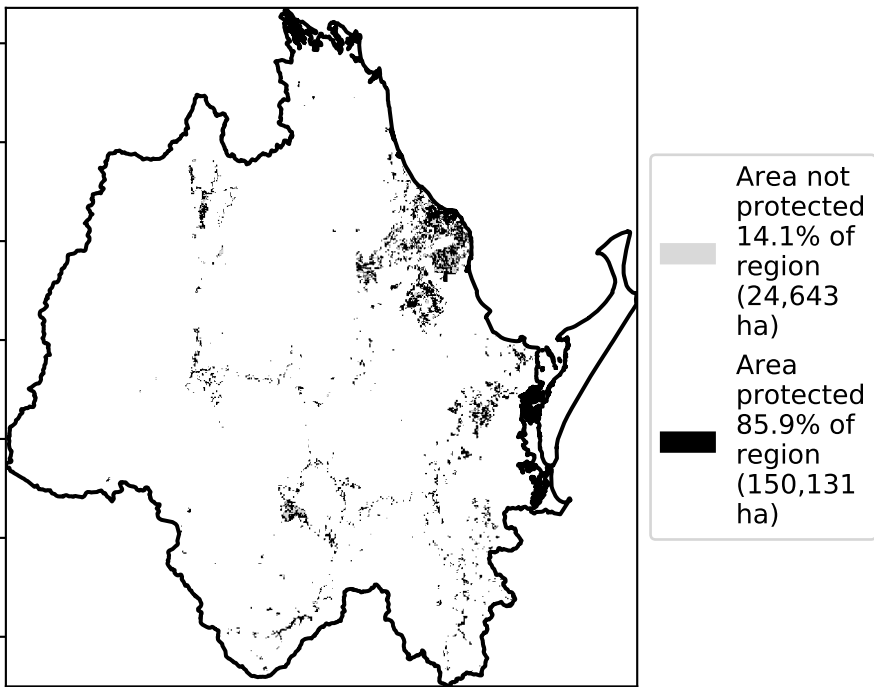 Area not
protected
14.1% of
region
(24,643
ha)
Area
protected
85.9% of
region
(150,131
ha)